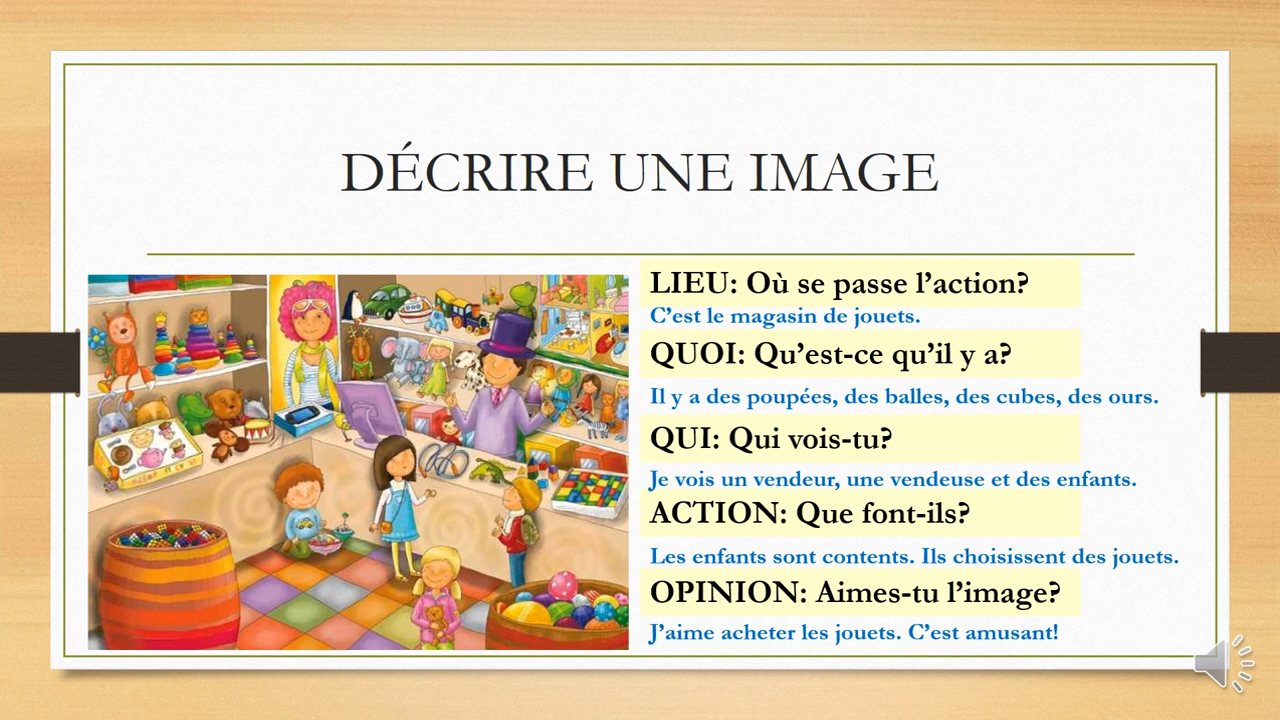 DÉCRIRE UNE IMAGE
LIEU: Où se passe l’action?
C’est le magasin de jouets.
QUOI: Qu’est-ce qu’il y a?
Il y a des poupées, des balles, des cubes, des ours.
QUI: Qui vois-tu?
Je vois un vendeur, une vendeuse et des enfants.
ACTION: Que font-ils?
Les enfants sont contents. Ils choisissent des jouets.
OPINION: Aimes-tu l’image?
J’aime acheter les jouets. C’est amusant!